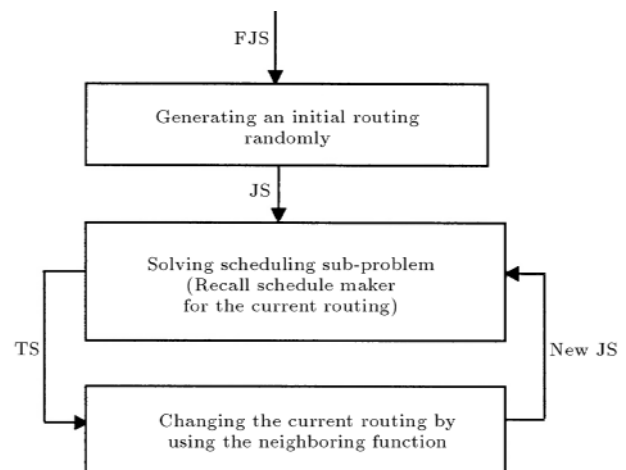 FJS
Generating an initial routing
randomly
JS
Solving scheduling sub-problem
(Recall schedule maker
for the current routing)
TS
New JS
Changing the current routing by
using the neighboring function